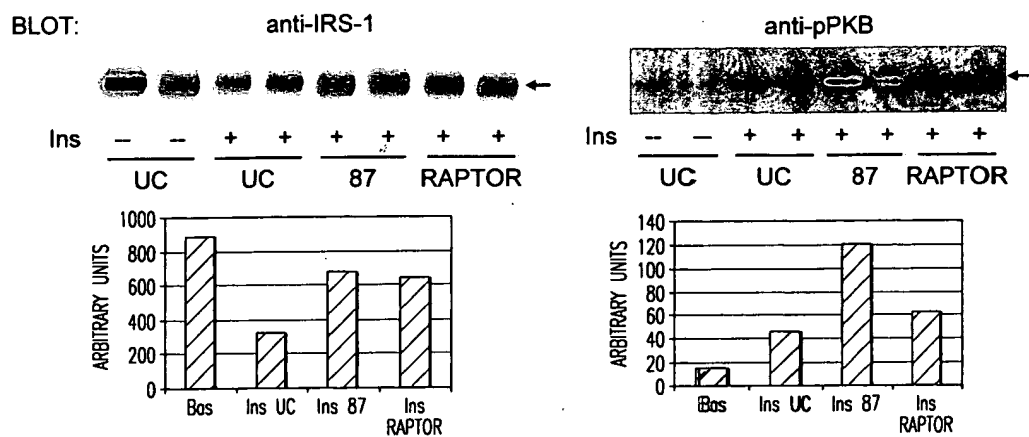 BLOT: anti-IRS-1 anti-pPKB
Ins -- -- + + + + + +
UC UC 87 RAPTOR
-- -- + + + + + +
UC UC 87 RAPTOR
1000
800
600
400
200
0
ARBITRARY UNITS
Bas Ins UC Ins 87 Ins RAPTOR
140
120
100
80
60
40
20
0
ARBITRARY UNITS
Bas Ins UC Ins 87 Ins RAPTOR